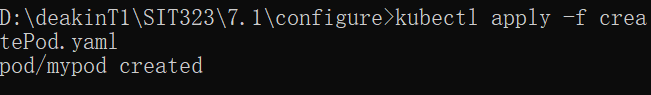 D:\deakinT1\SIT323\7.1\configure>kubectl apply -f crea
tePod.yaml
pod/mypod created